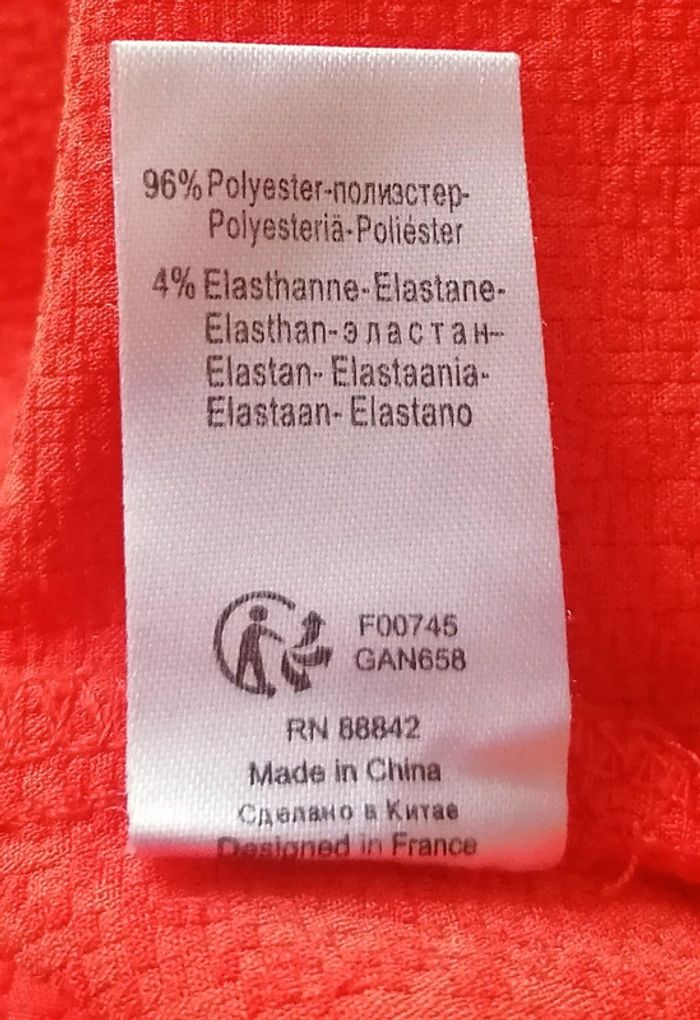 96% Polyester-полиэстер-
Polyesteriä-Poliéster
4% Elasthanne-Elastane-
Elasthan-эластан-
Elastan- Elastaania-
Elastaan- Elastano
F00745
GAN658
RN 88842
Made in China
Сделано в Китае
Designed in France